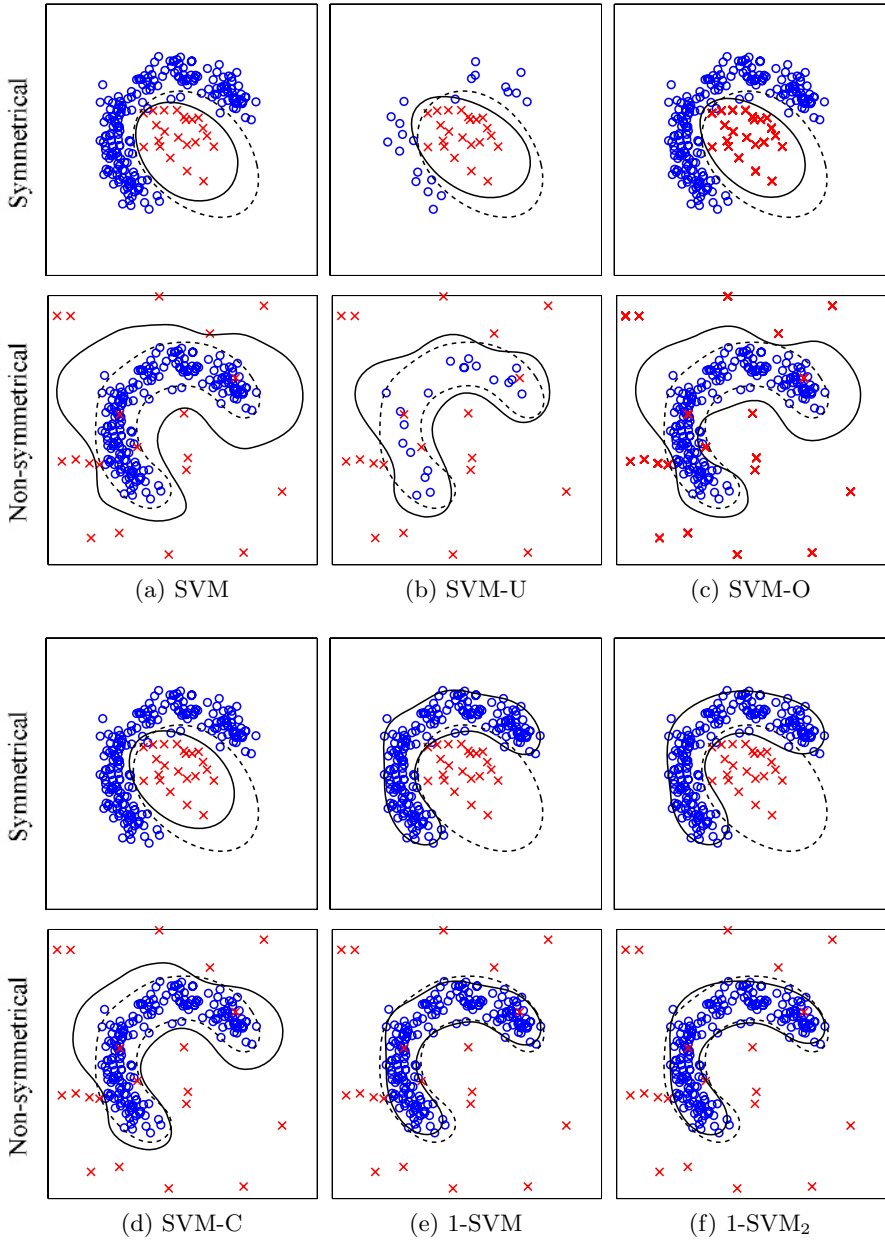 Symmetrical
Non-symmetrical
(a) SVM
(b) SVM-U
(c) SVM-O
Symmetrical
Non-symmetrical
(d) SVM-C
(e) 1-SVM
(f) 1-SVM₂